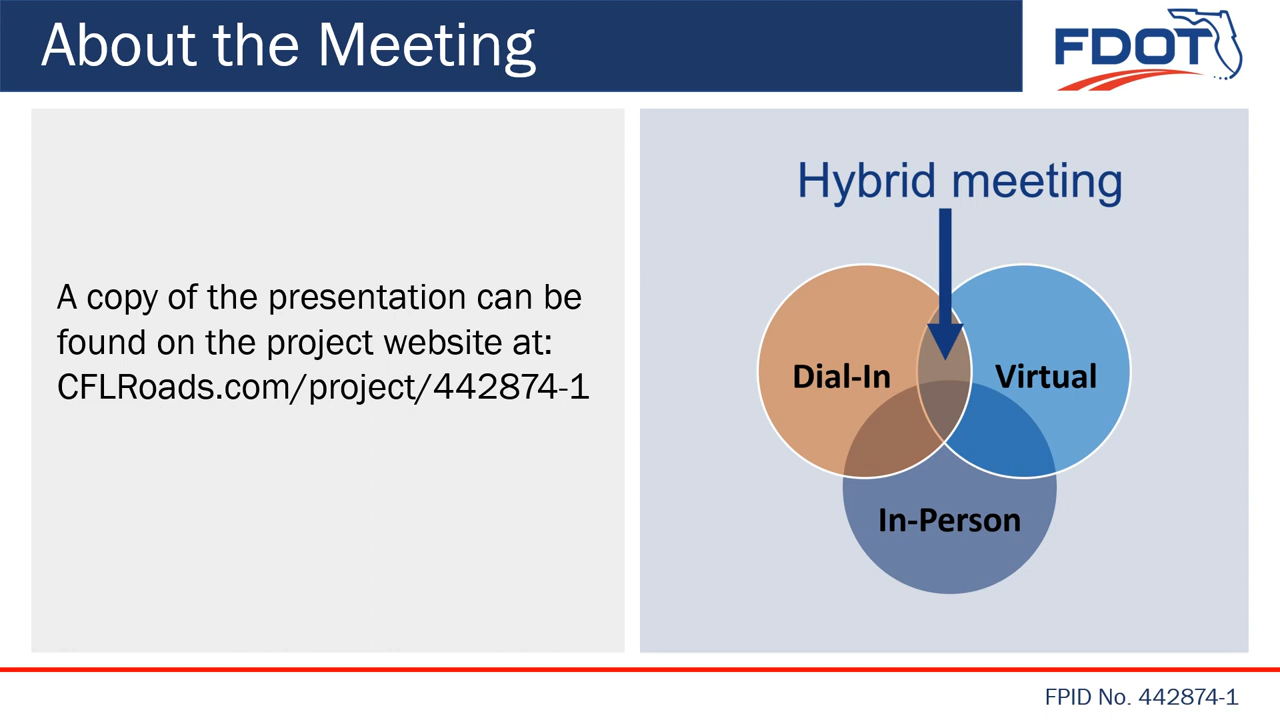 About the Meeting
FDOT
A copy of the presentation can be
found on the project website at:
CFLRoads.com/project/442874-1
Hybrid meeting
Dial-In
Virtual
In-Person
FPID No. 442874-1